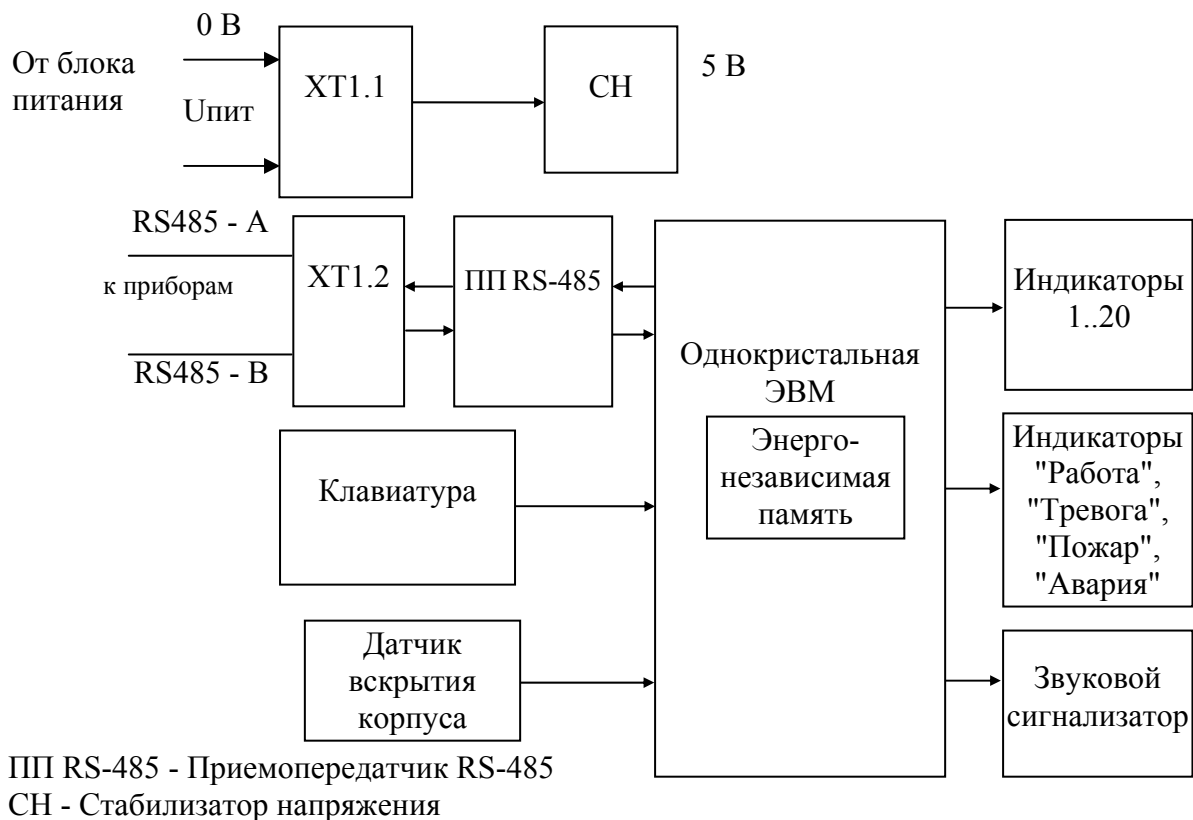 0 В
От блока
питания
Uпит
XT1.1
СН
5 В
RS485 - A
к приборам
RS485 - B
XT1.2
ПП RS-485
Однокристальная
ЭВМ
Энерго-
независимая
память
Индикаторы
1..20
Клавиатура
Индикаторы
"Работа",
"Тревога",
"Пожар",
"Авария"
Датчик
вскрытия
корпуса
Звуковой
сигнализатор
ПП RS-485 - Приемопередатчик RS-485
СН - Стабилизатор напряжения